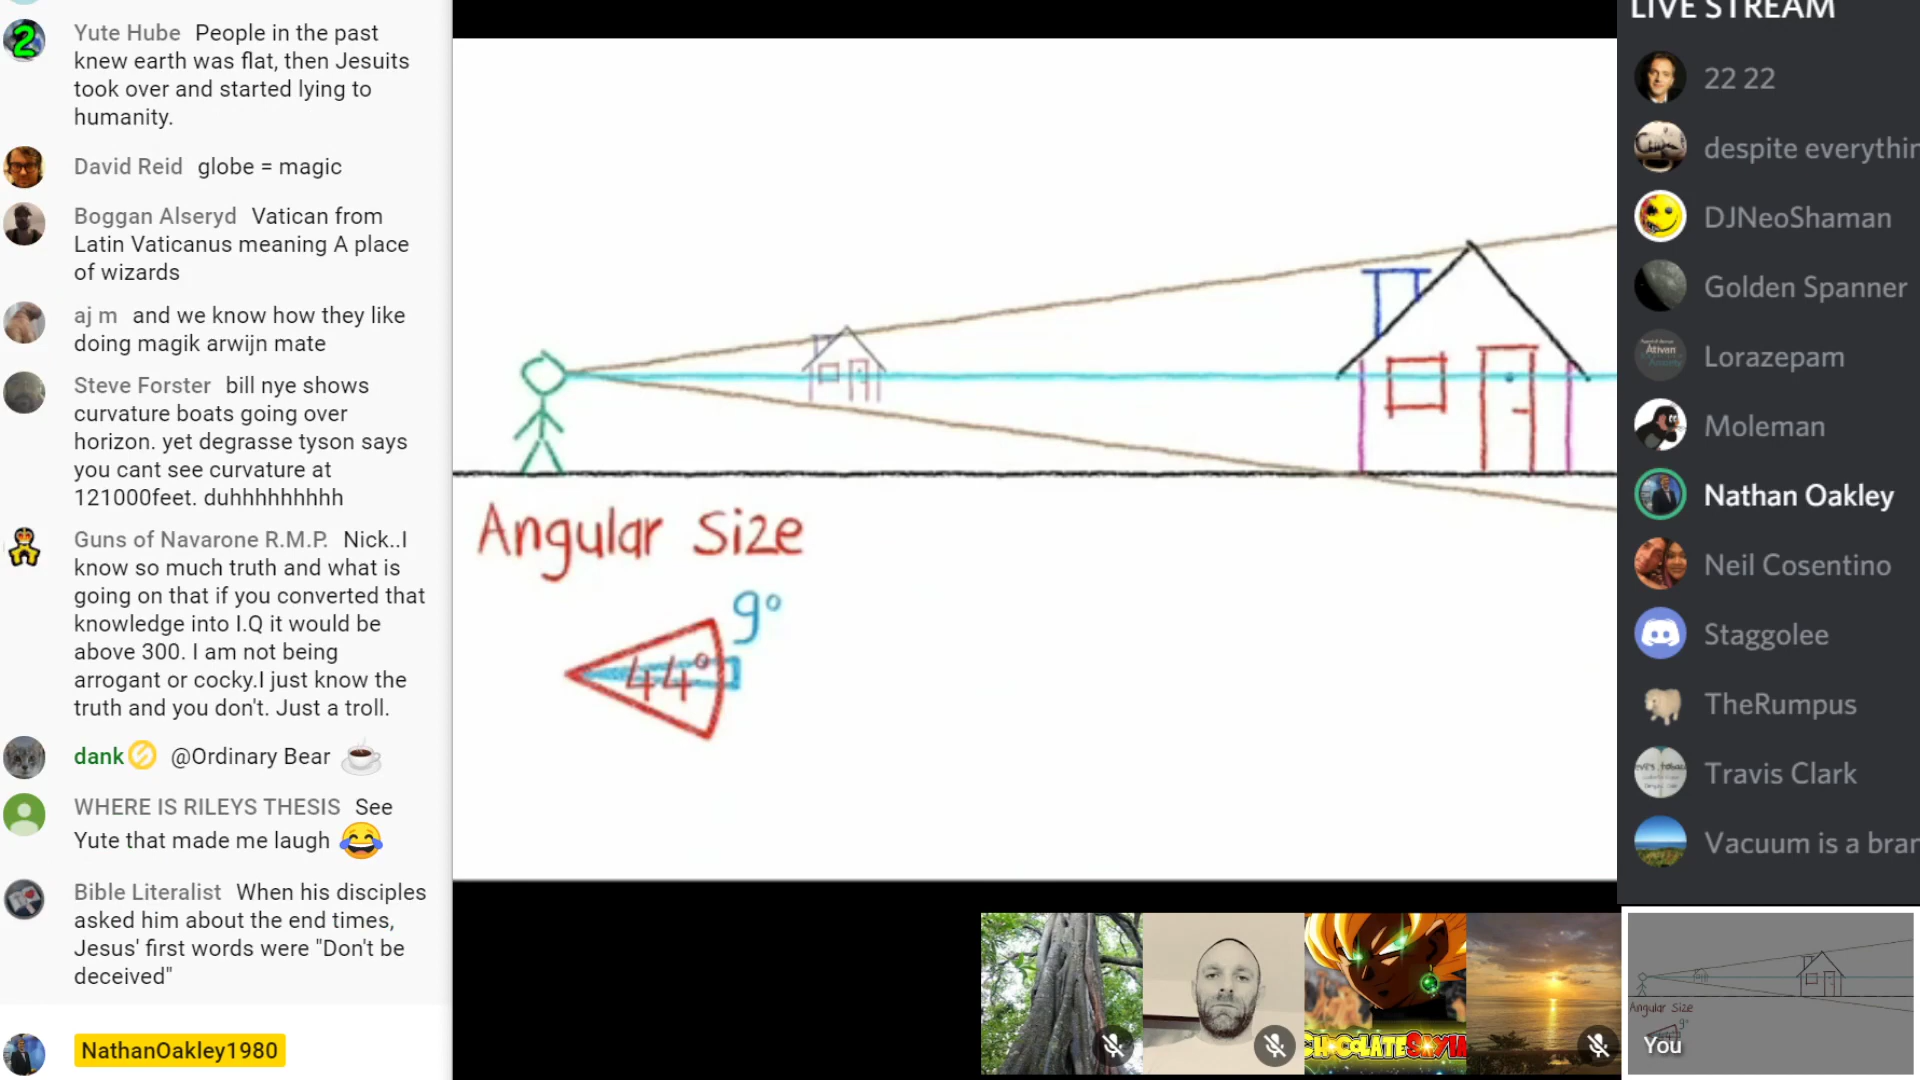 Yute Hube People in the past
knew earth was flat, then Jesuits
took over and started lying to
humanity.
David Reid globe = magic
Boggan Alseryd Vatican from
Latin Vaticanus meaning A place
of wizards
aj m and we know how they like
doing magik arwijn mate
Steve Forster bill nye shows
curvature boats going over
horizon. yet degrasse tyson says
you cant see curvature at
121000feet. duhhhhhhhhh
Guns of Navarone R.M.P. Nick..I
know so much truth and what is
going on that if you converted that
knowledge into I.Q it would be
above 300. I am not being
arrogant or cocky.I just know the
truth and you don't. Just a troll.
dank @Ordinary Bear
WHERE IS RILEYS THESIS See
Yute that made me laugh
Bible Literalist When his disciples
asked him about the end times,
Jesus' first words were "Don't be
deceived"
NathanOakley1980
Angular Size
9°
44°
LIVE STREAM
22 22
despite everythin
DJNeoShaman
Golden Spanner
Lorazepam
Ativan
Moleman
Nathan Oakley
Neil Cosentino
Staggolee
TheRumpus
Travis Clark
Vacuum is a bran
CHOCOLATE SAYIA
Angular Size
9°
You